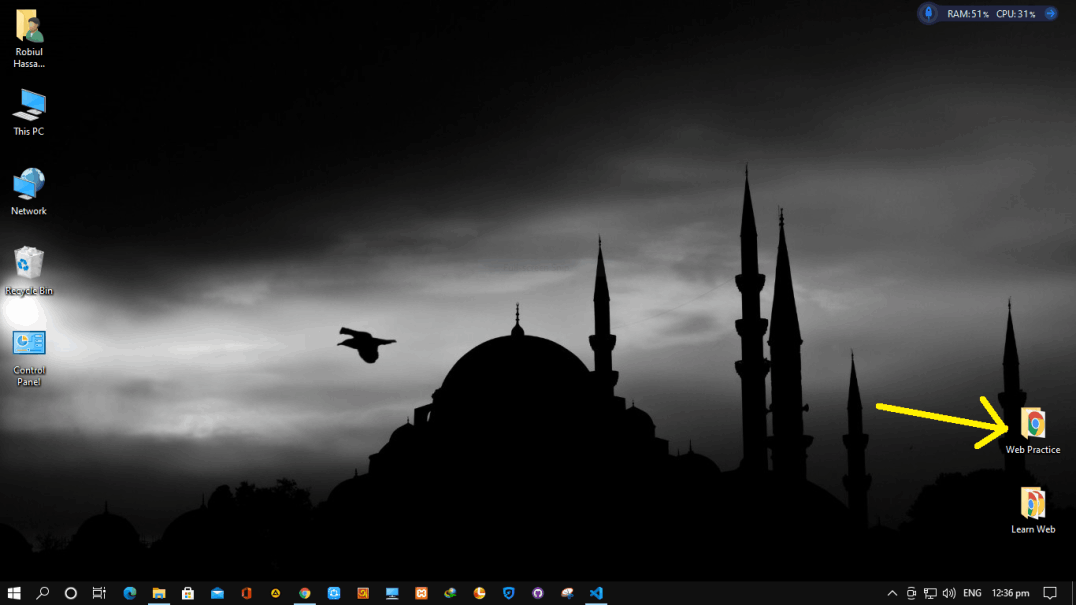 RAM:51% CPU:31%
Robiul
Hassa...
This PC
Network
Recycle Bin
Control
Panel
Web Practice
Learn Web
ENG 12:36 pm